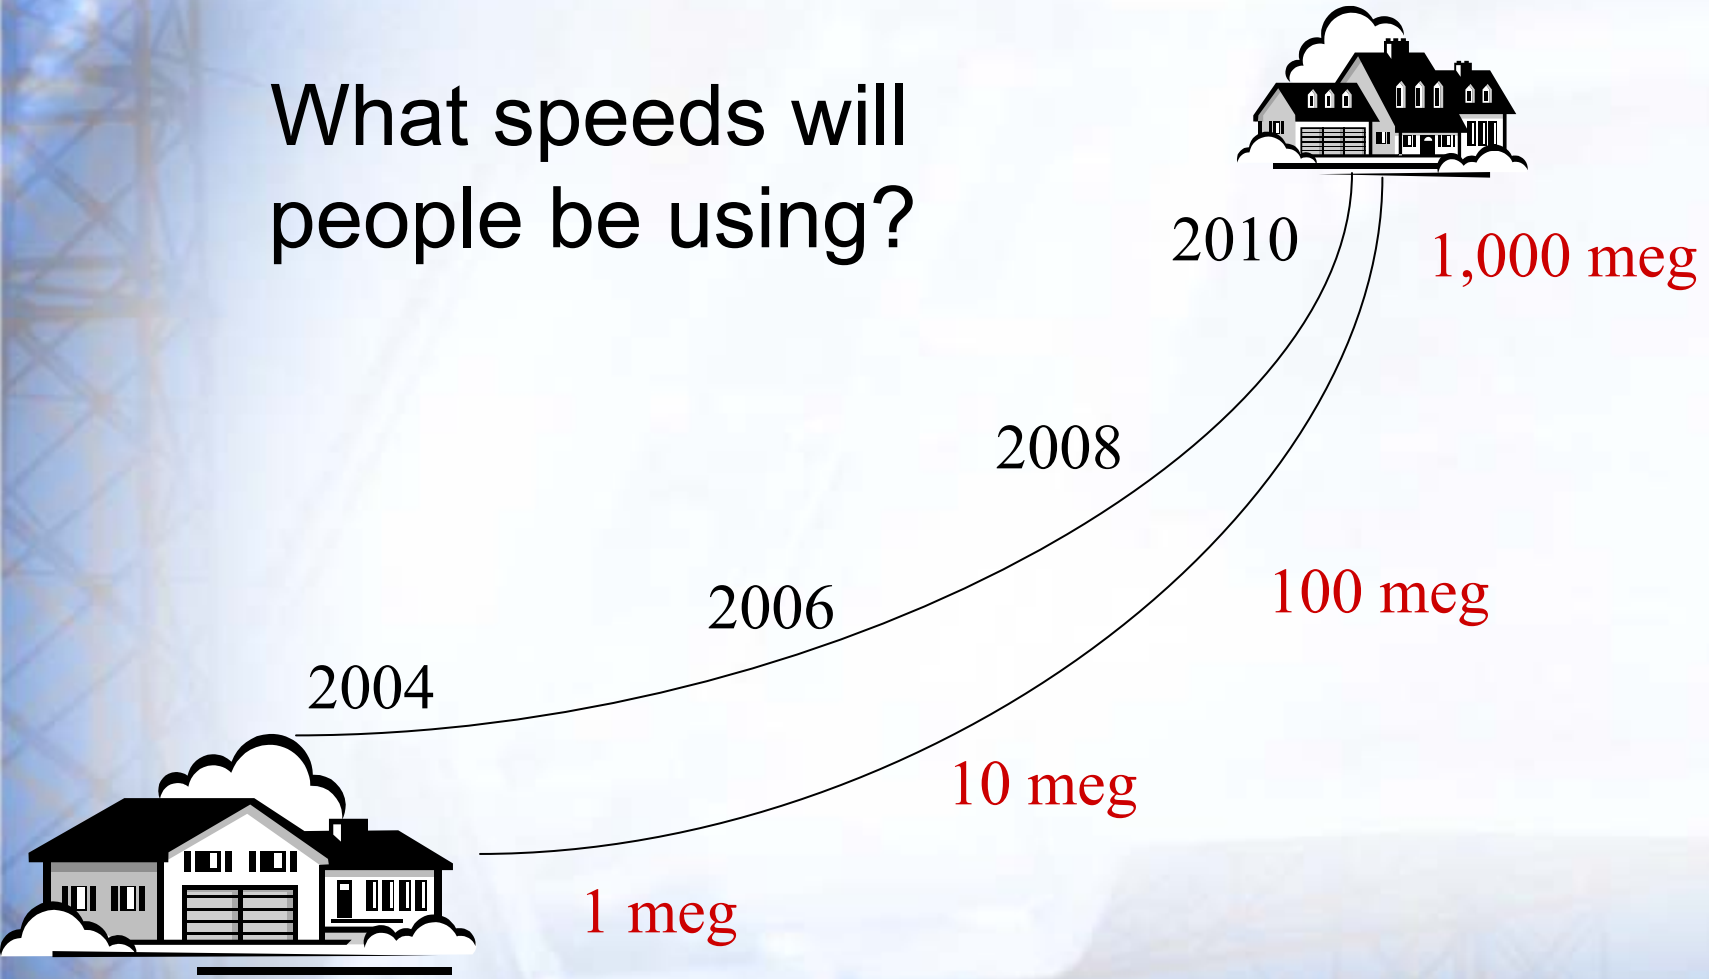 What speeds will
people be using?
2010
1,000 meg
2008
100 meg
2006
2004
10 meg
1 meg